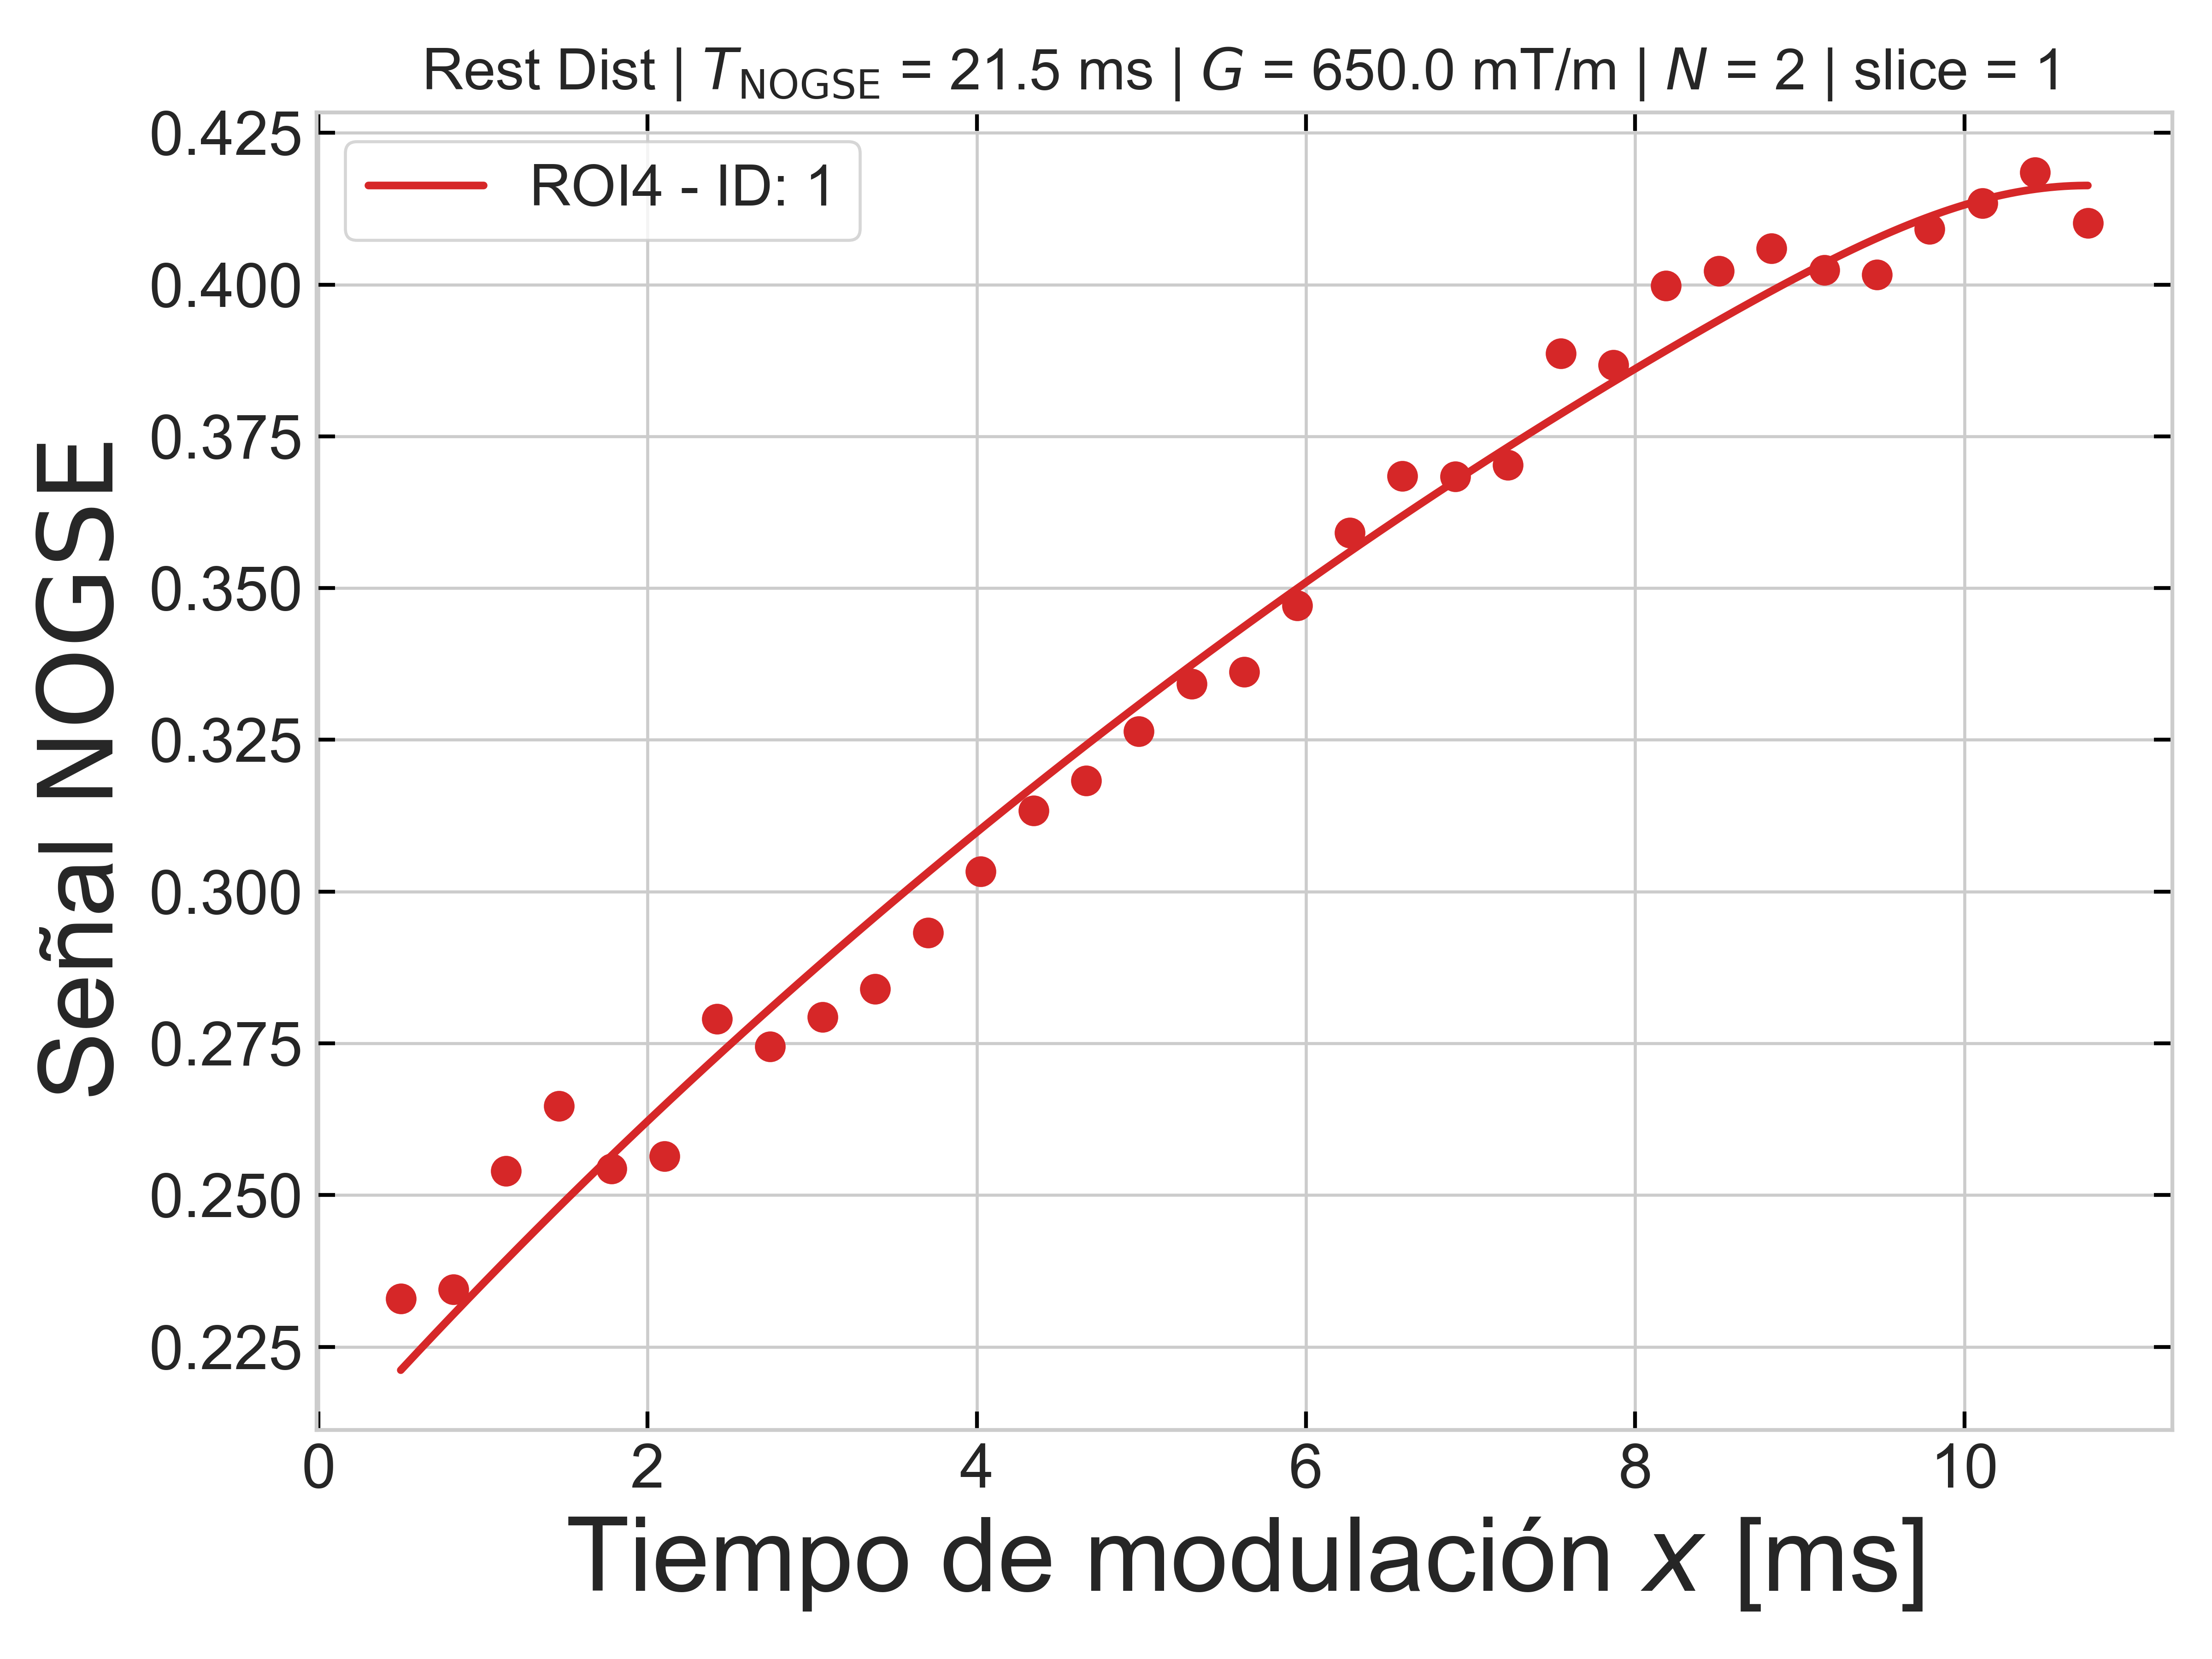 Rest Dist | T_NOGSE = 21.5 ms | G = 650.0 mT/m | N = 2 | slice = 1
ROI4 - ID: 1
Señal NOGSE
0.425
0.400
0.375
0.350
0.325
0.300
0.275
0.250
0.225
0 2 4 6 8 10
Tiempo de modulación x [ms]